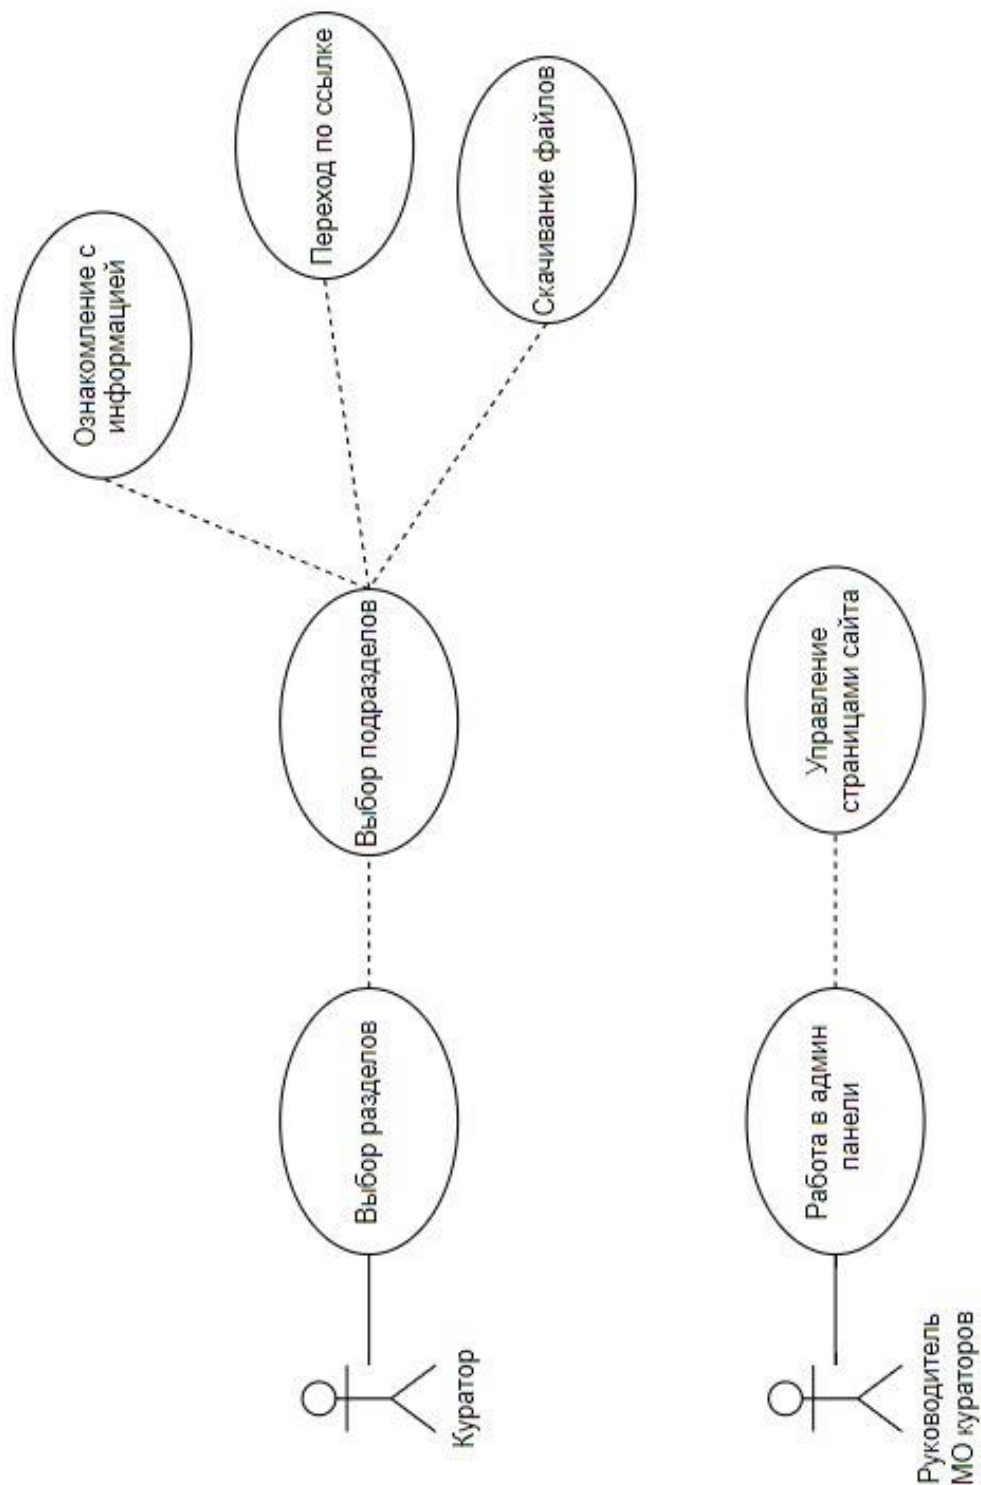 Ознакомление с
информацией
Переход по ссылке
Скачивание файлов
Выбор подразделов
Выбор разделов
Куратор
Управление
страницами сайта
Работа в админ
панели
Руководитель
МО кураторов